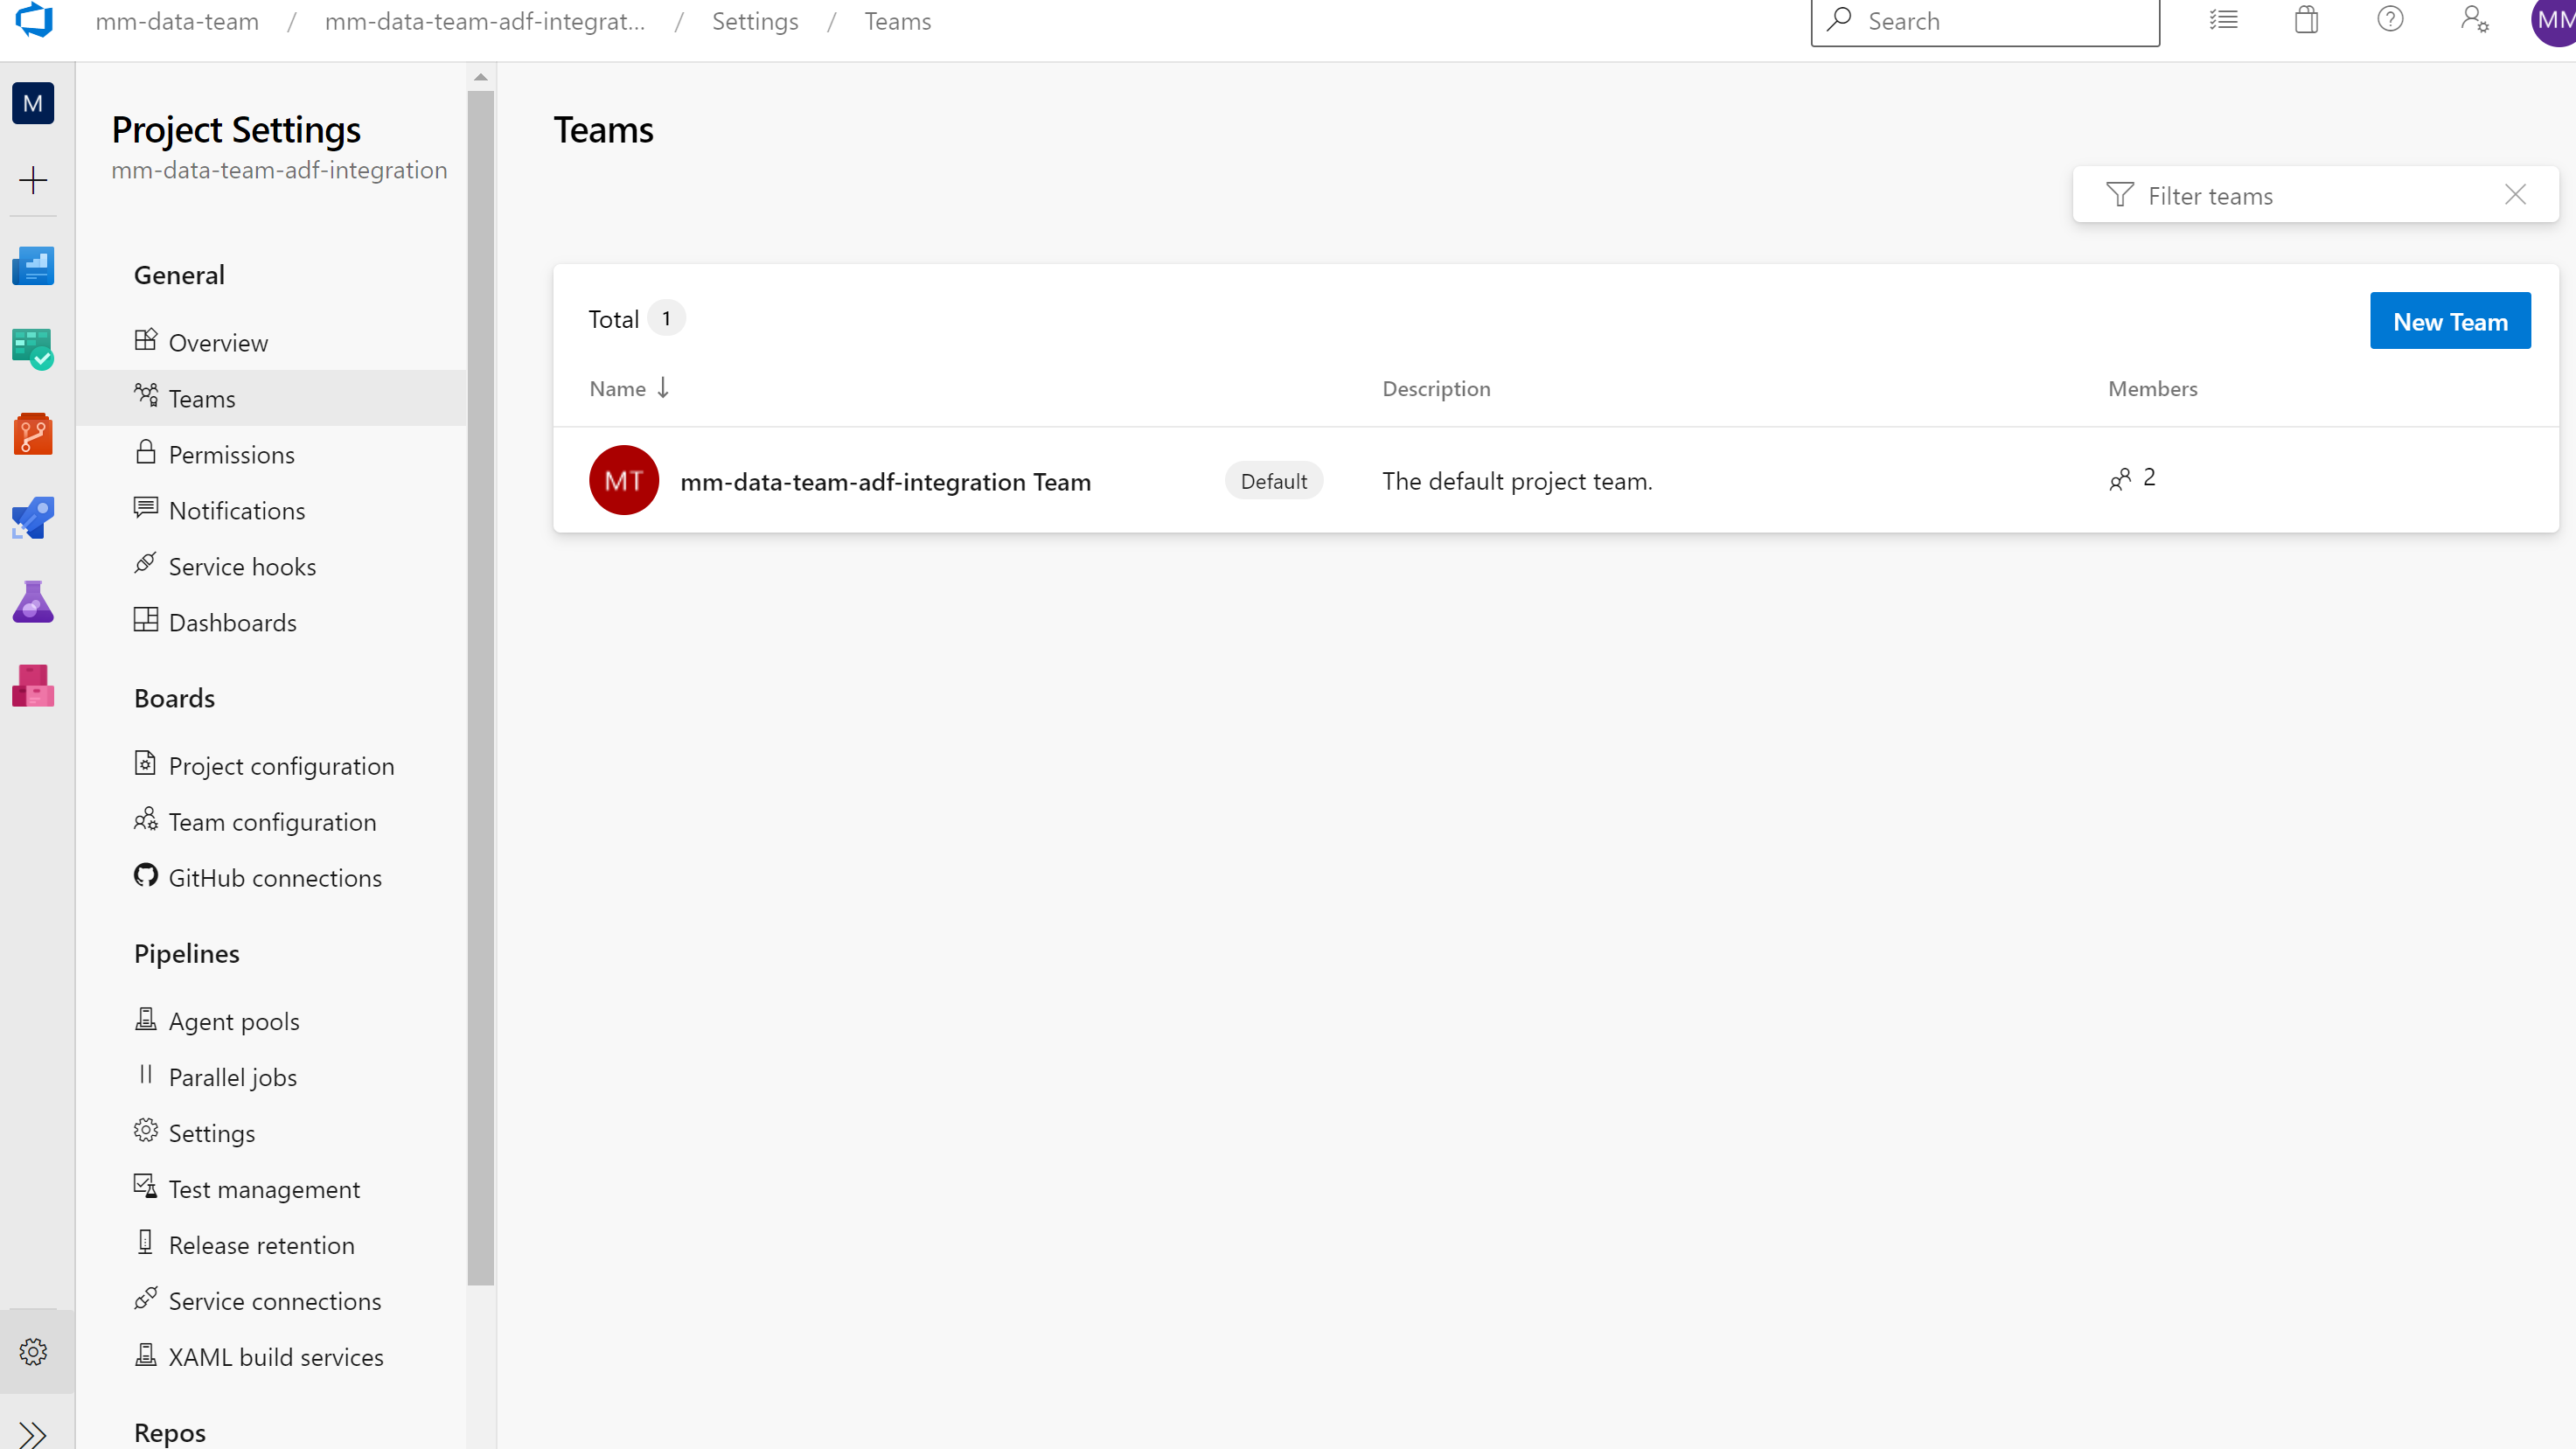 mm-data-team / mm-data-team-adf-integrat... / Settings / Teams
Search
MM
M
Project Settings
mm-data-team-adf-integration
General
Overview
Teams
Permissions
Notifications
Service hooks
Dashboards
Boards
Project configuration
Team configuration
GitHub connections
Pipelines
Agent pools
Parallel jobs
Settings
Test management
Release retention
Service connections
XAML build services
Repos
Teams
Filter teams
Total 1
New Team
Name Description Members
MT mm-data-team-adf-integration Team Default The default project team. 2